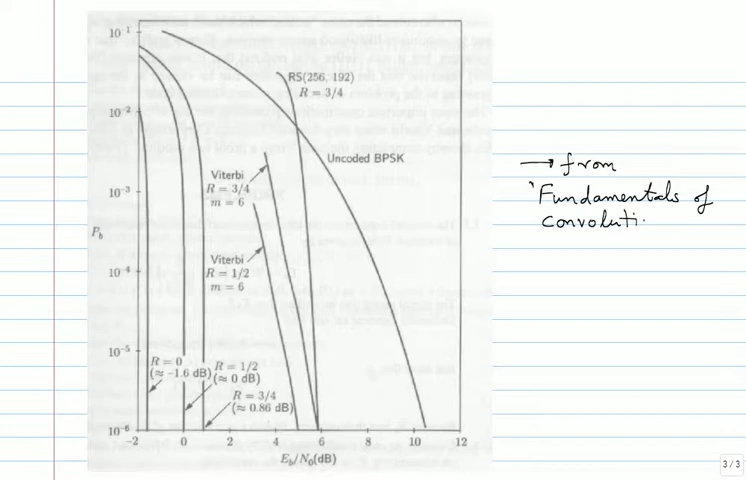 10⁻¹
10⁻²
10⁻³
10⁻⁴
10⁻⁵
10⁻⁶
P_b
RS(256, 192)
R = 3/4
Uncoded BPSK
Viterbi
R = 3/4
m = 6
Viterbi
R = 1/2
m = 6
R = 0
(≈ −1.6 dB)
R = 1/2
(≈ 0 dB)
R = 3/4
(≈ 0.86 dB)
−2 0 2 4 6 8 10 12
E_b/N_0(dB)
→ from
'Fundamentals of
convoluti
3 / 3